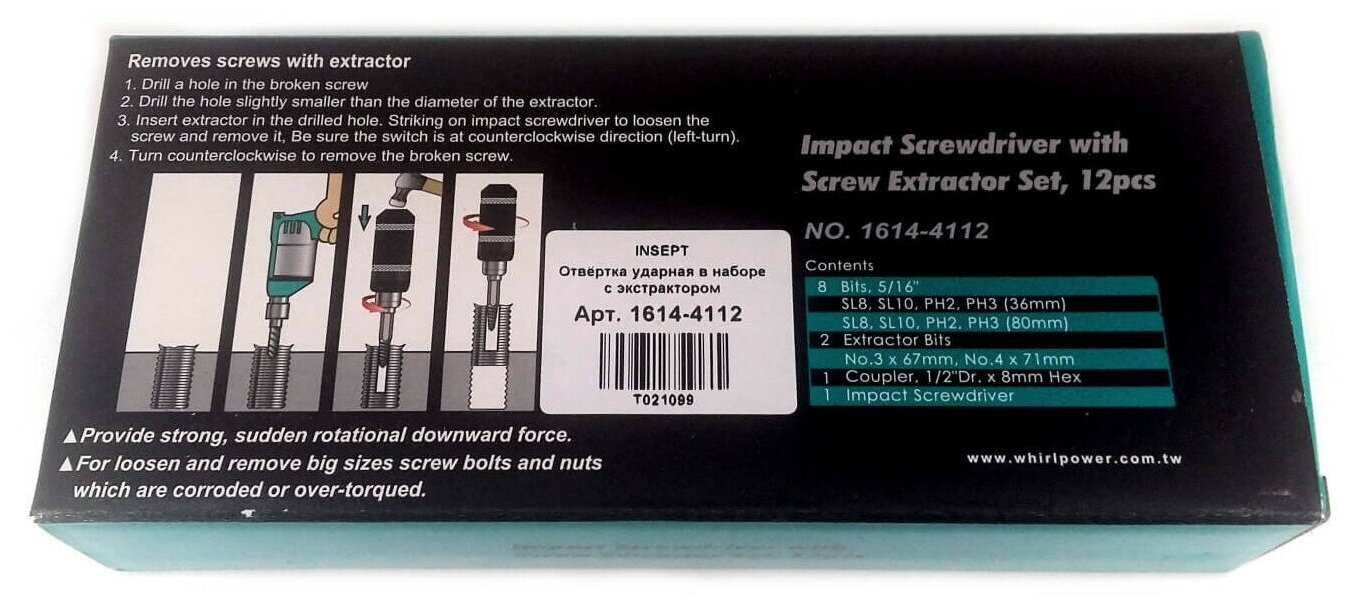 Removes screws with extractor
1. Drill a hole in the broken screw
2. Drill the hole slightly smaller than the diameter of the extractor.
3. Insert extractor in the drilled hole. Striking on impact screwdriver to loosen the
screw and remove it, Be sure the switch is at counterclockwise direction (left-turn).
4. Turn counterclockwise to remove the broken screw.
INSEPT
Отвёртка ударная в наборе
с экстрактором
Арт. 1614-4112
T021099
▲Provide strong, sudden rotational downward force.
▲For loosen and remove big sizes screw bolts and nuts
which are corroded or over-torqued.
Impact Screwdriver with
Screw Extractor Set, 12pcs
NO. 1614-4112
Contents
8 Bits, 5/16"
SL8, SL10, PH2, PH3 (36mm)
SL8, SL10, PH2, PH3 (80mm)
2 Extractor Bits
No.3 x 67mm, No.4 x 71mm
1 Coupler, 1/2"Dr. x 8mm Hex
1 Impact Screwdriver
www.whirlpower.com.tw